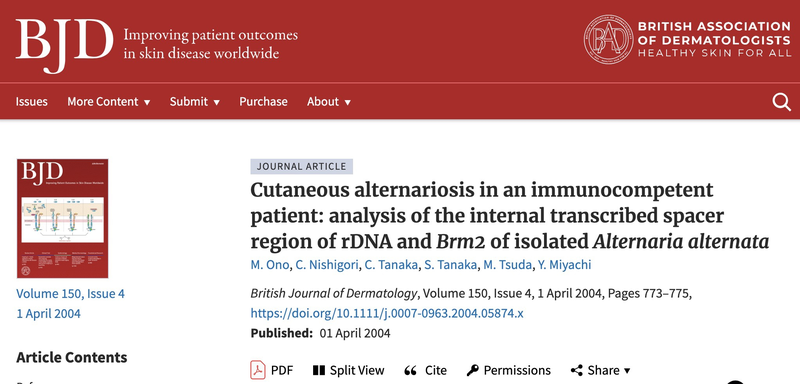 BJD
Improving patient outcomes
in skin disease worldwide
BAD
BRITISH ASSOCIATION
OF DERMATOLOGISTS
HEALTHY SKIN FOR ALL
Issues
More Content ▼
Submit ▼
Purchase
About ▼
BJD
Volume 150, Issue 4
1 April 2004
Article Contents
JOURNAL ARTICLE
Cutaneous alternariosis in an immunocompetent
patient: analysis of the internal transcribed spacer
region of rDNA and Brm2 of isolated Alternaria alternata
M. Ono, C. Nishigori, C. Tanaka, S. Tanaka, M. Tsuda, Y. Miyachi
British Journal of Dermatology, Volume 150, Issue 4, 1 April 2004, Pages 773–775,
https://doi.org/10.1111/j.0007-0963.2004.05874.x
Published: 01 April 2004
PDF
Split View
Cite
Permissions
Share ▼